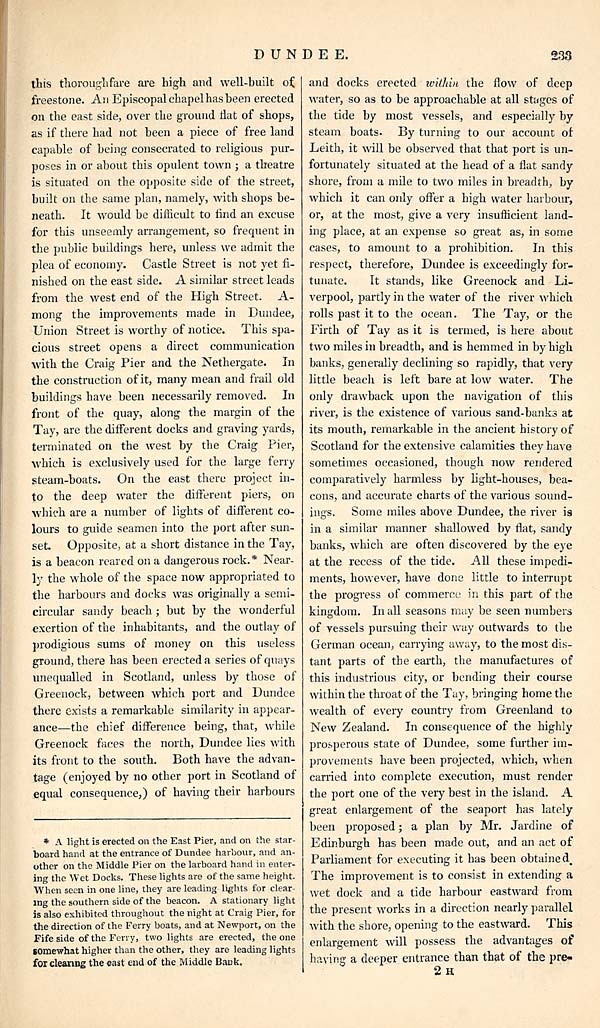 DUNDEE.
233
this thoroughfare are high and well-built of
freestone. An Episcopal chapel has been erected
on the east side, over the ground flat of shops,
as if there had not been a piece of free land
capable of being consecrated to religious pur-
poses in or about this opulent town ; a theatre
is situated on the opposite side of the street,
built on the same plan, namely, with shops be-
neath. It would be difficult to find an excuse
for this unseemly arrangement, so frequent in
the public buildings here, unless we admit the
plea of economy. Castle Street is not yet fi-
nished on the east side. A similar street leads
from the west end of the High Street. A-
mong the improvements made in Dundee,
Union Street is worthy of notice. This spa-
cious street opens a direct communication
with the Craig Pier and the Nethergate. In
the construction of it, many mean and frail old
buildings have been necessarily removed. In
front of the quay, along the margin of the
Tay, are the different docks and graving yards,
terminated on the west by the Craig Pier,
which is exclusively used for the large ferry
steam-boats. On the east there project in-
to the deep water the different piers, on
which are a number of lights of different co-
lours to guide seamen into the port after sun-
set. Opposite, at a short distance in the Tay,
is a beacon reared on a dangerous rock.* Near-
ly the whole of the space now appropriated to
the harbours and docks was originally a semi-
circular sandy beach ; but by the wonderful
exertion of the inhabitants, and the outlay of
prodigious sums of money on this useless
ground, there has been erected a series of quays
unequalled in Scotland, unless by those of
Greenock, between which port and Dundee
there exists a remarkable similarity in appear-
ance—the chief difference being, that, while
Greenock faces the north, Dundee lies with
its front to the south. Both have the advan-
tage (enjoyed by no other port in Scotland of
equal consequence,) of having their harbours
* A light is erected on the East Pier, and on the star-
board hand at the entrance of Dundee harbour, and an-
other on the Middle Pier on the larboard hand in enter-
ing the Wet Docks. These lights are of the same height.
When seen in one line, they are leading lights for clear-
ing the southern side of the beacon. A stationary light
is also exhibited throughout the night at Craig Pier, for
the direction of the Ferry boats, and at Newport, on the
Fife side of the Ferry, two lights are erected, the one
somewhat higher than the other, they are leading lights
for clearing the east end of the Middle Bank.
and docks erected within the flow of deep
water, so as to be approachable at all stages of
the tide by most vessels, and especially by
steam boats. By turning to our account of
Leith, it will be observed that that port is un-
fortunately situated at the head of a flat sandy
shore, from a mile to two miles in breadth, by
which it can only offer a high water harbour,
or, at the most, give a very insufficient land-
ing place, at an expense so great as, in some
cases, to amount to a prohibition. In this
respect, therefore, Dundee is exceedingly for-
tunate. It stands, like Greenock and Li-
verpool, partly in the water of the river which
rolls past it to the ocean. The Tay, or the
Firth of Tay as it is termed, is here about
two miles in breadth, and is hemmed in by high
banks, generally declining so rapidly, that very
little beach is left bare at low water. The
only drawback upon the navigation of this
river, is the existence of various sand-banks at
its mouth, remarkable in the ancient history of
Scotland for the extensive calamities they have
sometimes occasioned, though now rendered
comparatively harmless by light-houses, bea-
cons, and accurate charts of the various sound-
ings. Some miles above Dundee, the river is
in a similar manner shallowed by flat, sandy
banks, which are often discovered by the eye
at the recess of the tide. All these impedi-
ments, however, have done little to interrupt
the progress of commerce in this part of the
kingdom. In all seasons may be seen numbers
of vessels pursuing their way outwards to the
German ocean, carrying away, to the most dis-
tant parts of the earth, the manufactures of
this industrious city, or bending their course
within the throat of the Tay, bringing home the
wealth of every country from Greenland to
New Zealand. In consequence of the highly
prosperous state of Dundee, some further im-
provements have been projected, which, when
carried into complete execution, must render
the port one of the very best in the island. A
great enlargement of the seaport has lately
been proposed ; a plan by Mr. Jardine of
Edinburgh has been made out, and an act of
Parliament for executing it has been obtained.
The improvement is to consist in extending a
wet dock and a tide harbour eastward from
the present works in a direction nearly parallel
with the shore, opening to the eastward. This
enlargement will possess the advantages of
having a deeper entrance than that of the pre-
2 H